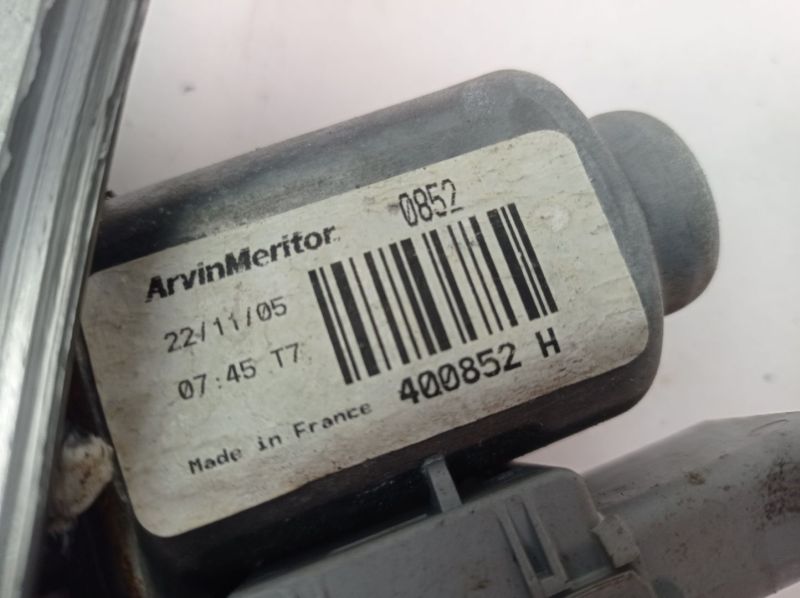 ArvinMeritor 0852
22/11/05
07:45 T7
400852 H
Made in France